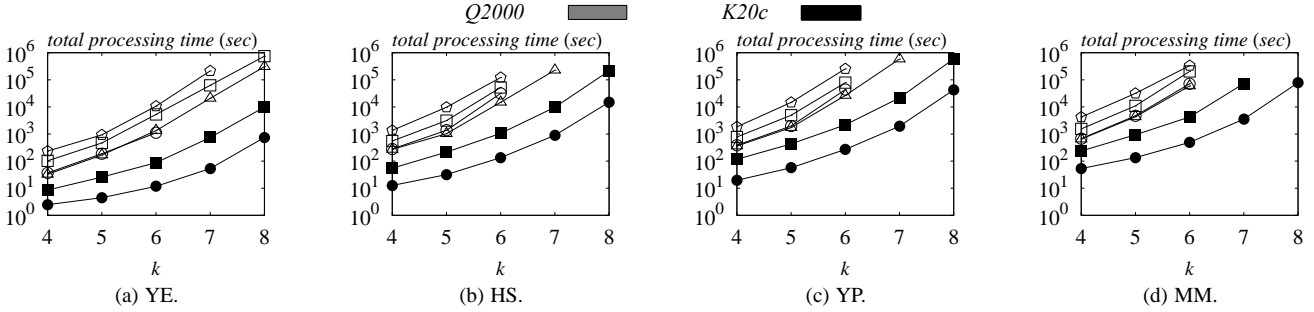 Q2000 K20c
total processing time (sec)
10^6
10^5
10^4
10^3
10^2
10^1
10^0
4 5 6 7 8
k
(a) YE.
total processing time (sec)
10^6
10^5
10^4
10^3
10^2
10^1
10^0
4 5 6 7 8
k
(b) HS.
total processing time (sec)
10^6
10^5
10^4
10^3
10^2
10^1
10^0
4 5 6 7 8
k
(c) YP.
total processing time (sec)
10^6
10^5
10^4
10^3
10^2
10^1
10^0
4 5 6 7 8
k
(d) MM.